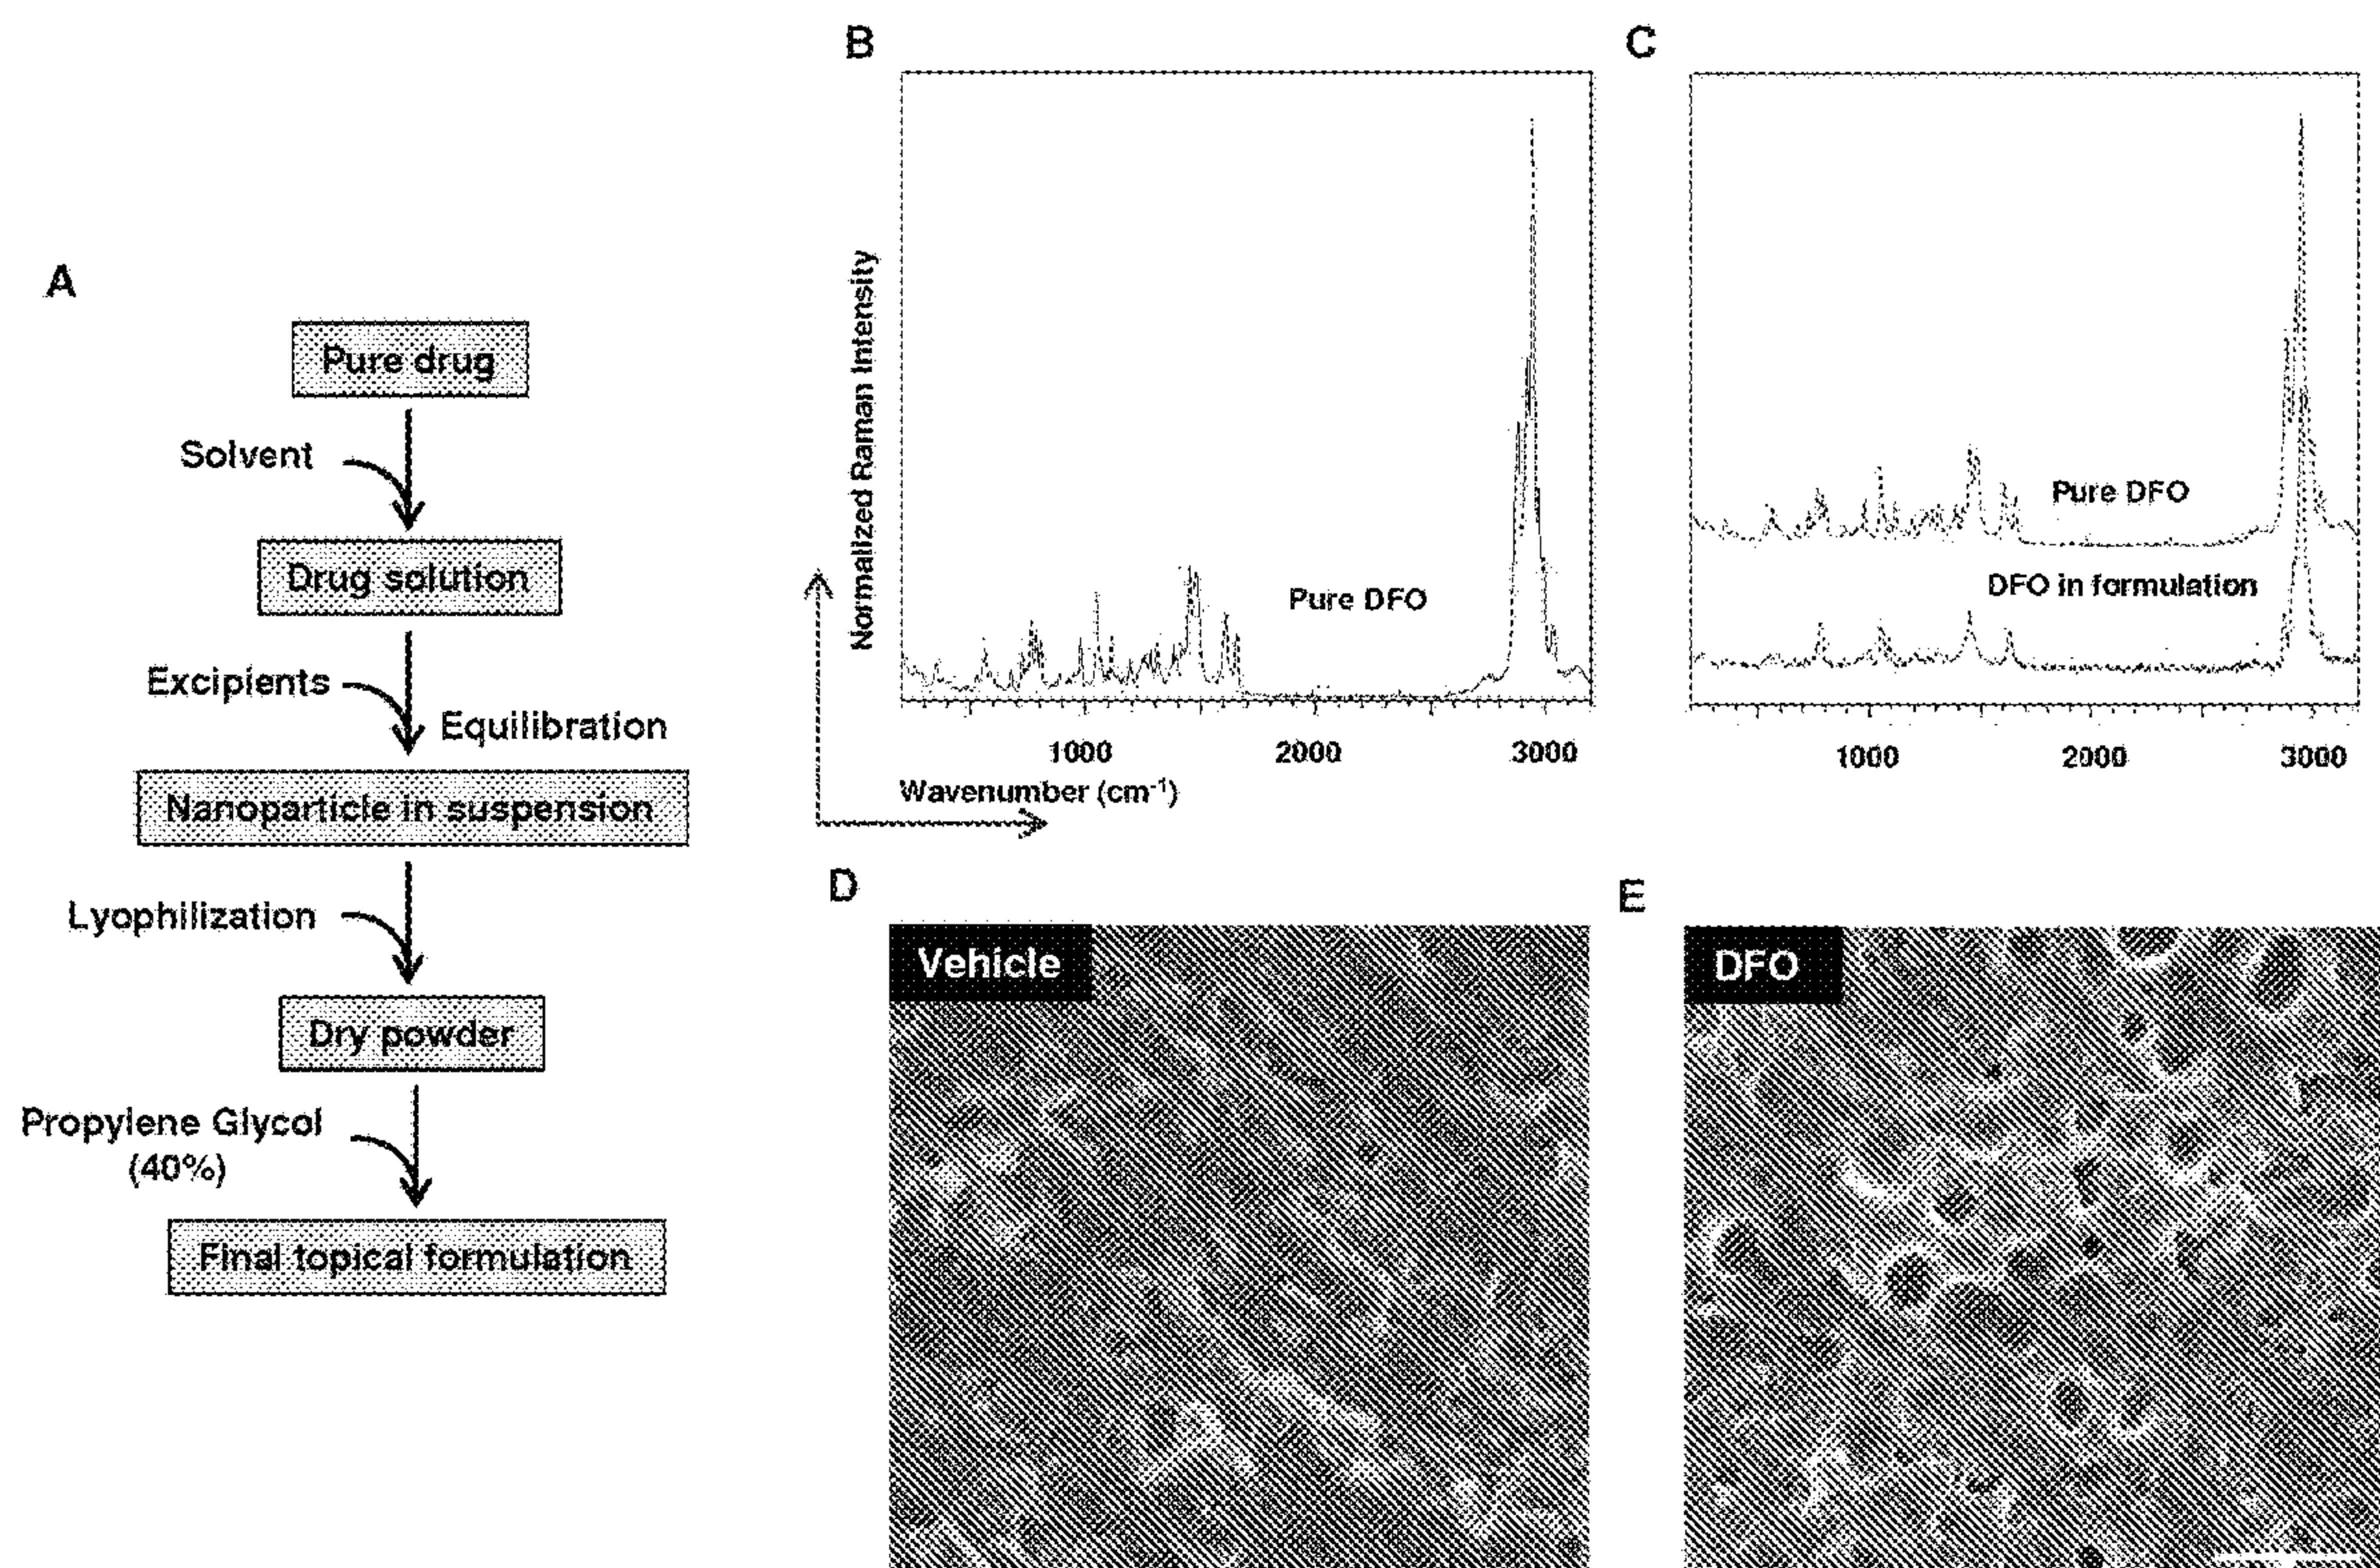 A
Pure drug
Solvent
Drug solution
Excipients
Equilibration
Nanoparticle in suspension
Lyophilization
Dry powder
Propylene Glycol
(40%)
Final topical formulation
B
Normalized Raman Intensity
Pure DFO
1000 2000 3000
Wavenumber (cm⁻¹)
C
Pure DFO
DFO in formulation
1000 2000 3000
D
Vehicle
E
DFO